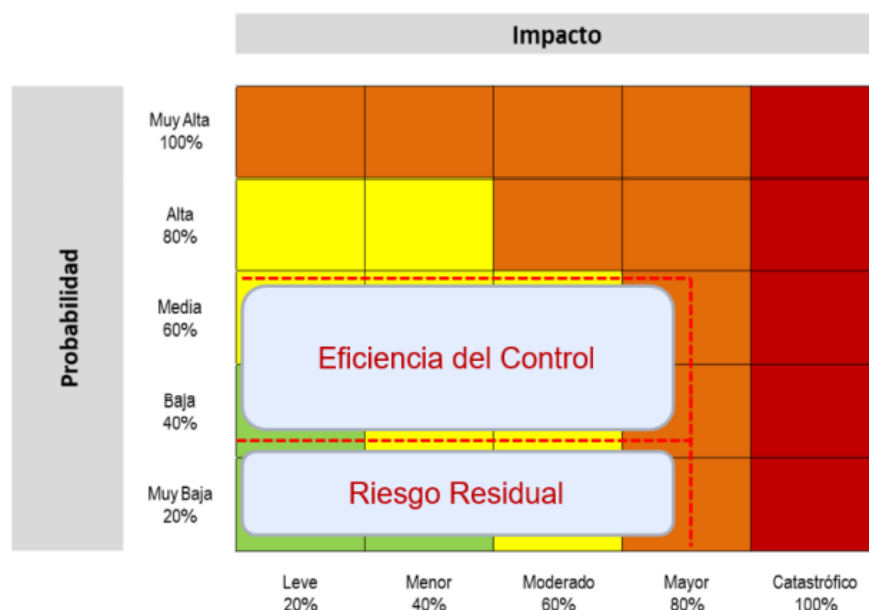 Impacto
Probabilidad
Muy Alta
100%
Alta
80%
Media
60%
Baja
40%
Muy Baja
20%
Eficiencia del Control
Riesgo Residual
Leve
20%
Menor
40%
Moderado
60%
Mayor
80%
Catastrófico
100%